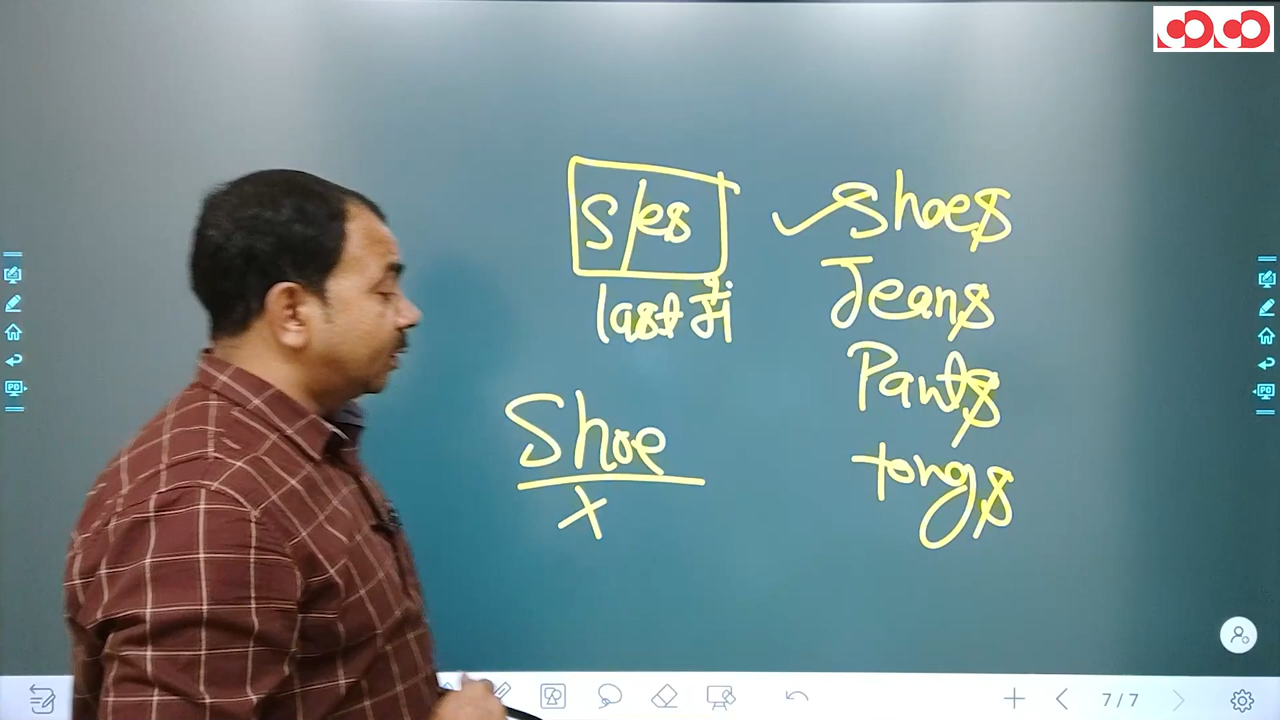 s/es
last में
Shoe
x
Shoes
Jeans
Pants
tongs
7/7